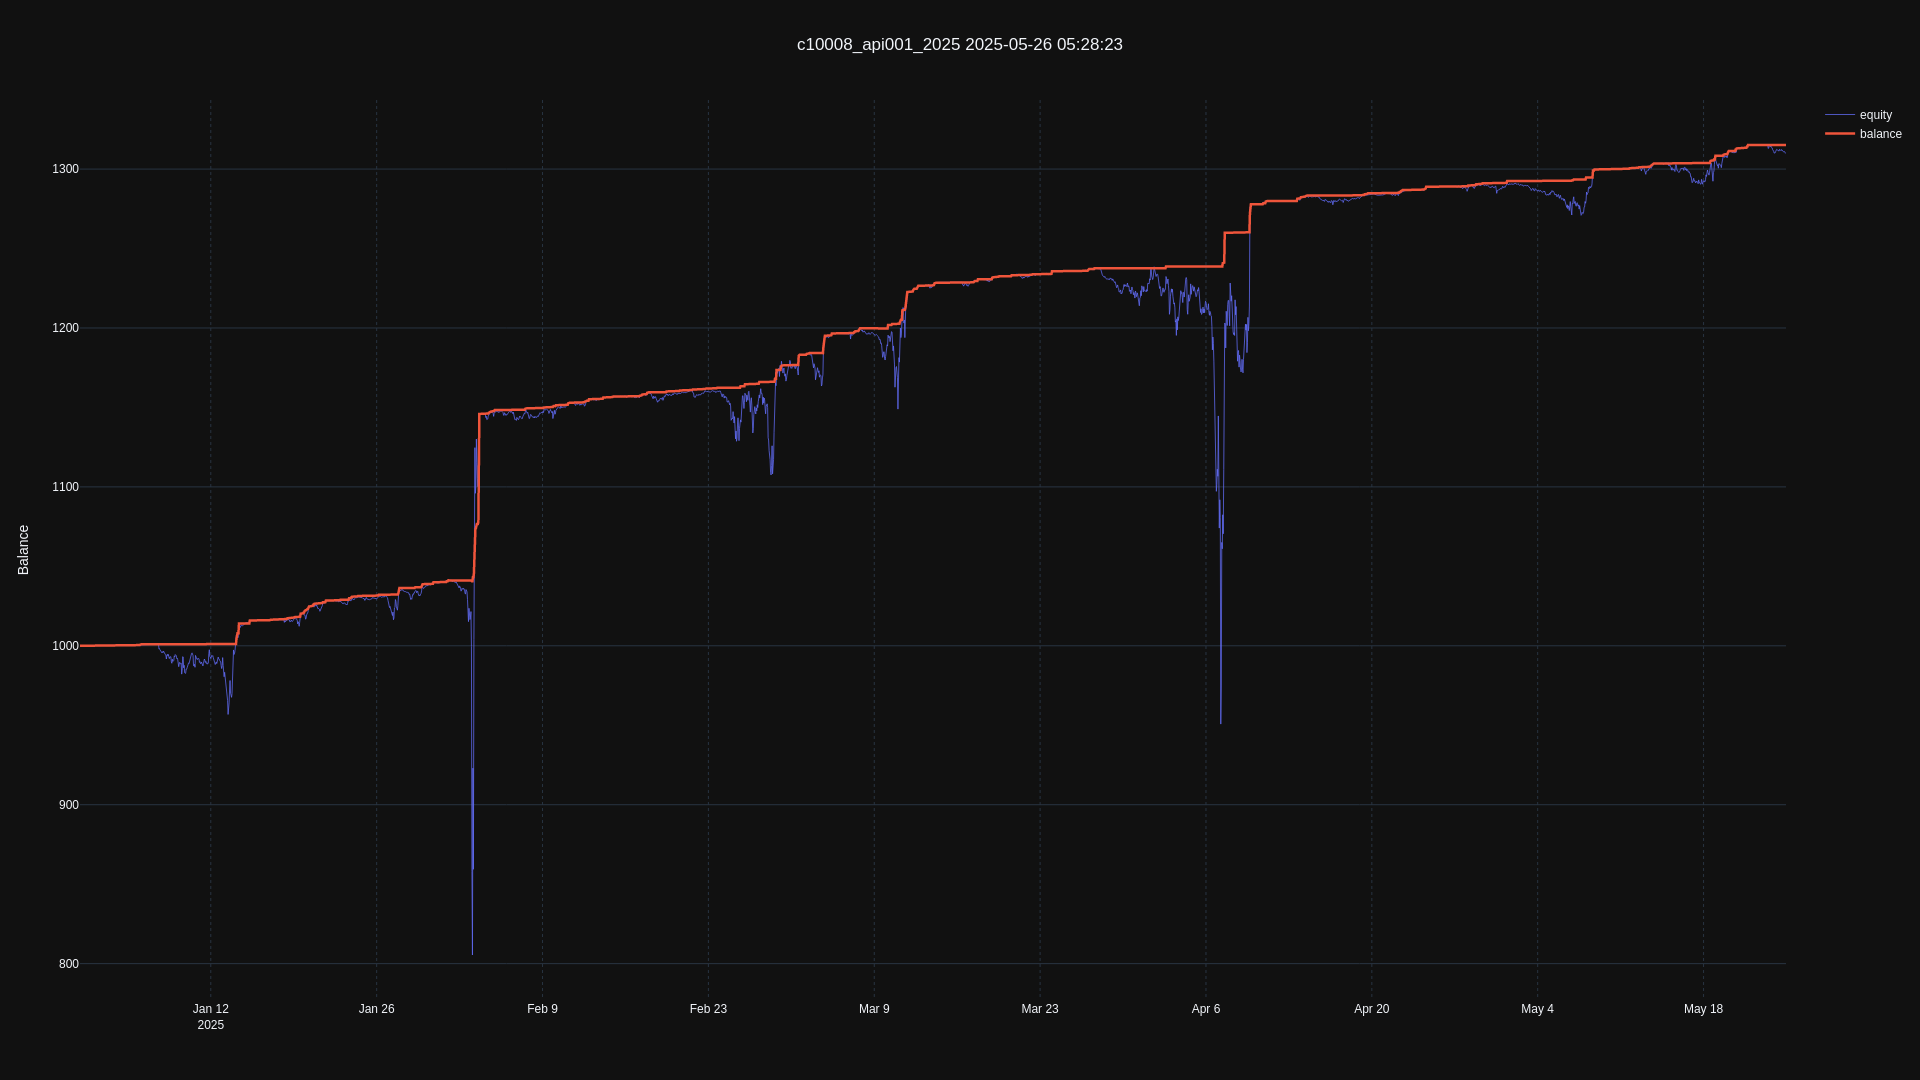 c10008_api001_2025 2025-05-26 05:28:23
equity
balance
Balance
1300
1200
1100
1000
900
800
Jan 12
2025
Jan 26
Feb 9
Feb 23
Mar 9
Mar 23
Apr 6
Apr 20
May 4
May 18